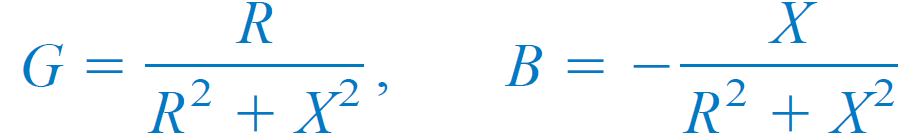 G = R / (R² + X²), B = −X / (R² + X²)